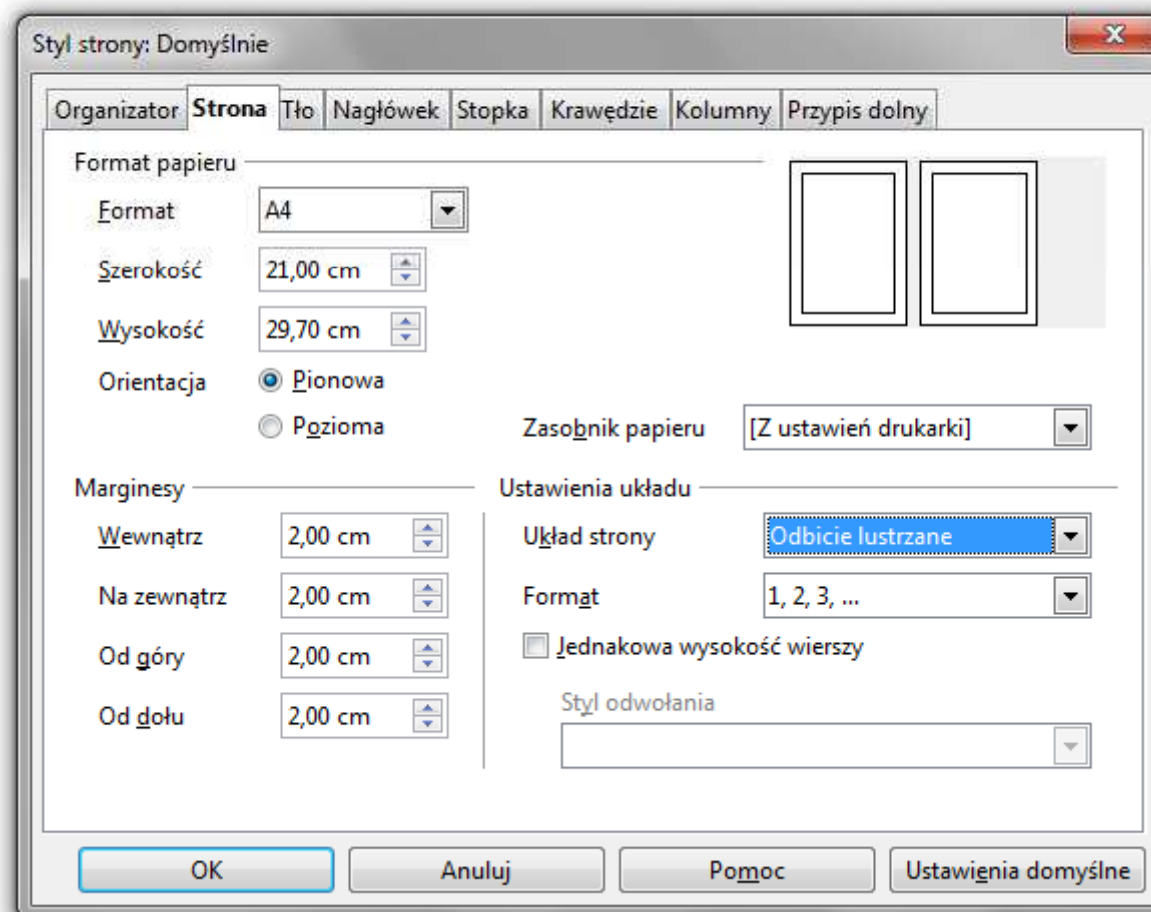 Styl strony: Domyślnie
Organizator Strona Tło Nagłówek Stopka Krawędzie Kolumny Przypis dolny
Format papieru
Format A4
Szerokość 21,00 cm
Wysokość 29,70 cm
Orientacja Pionowa
Pozioma
Zasobnik papieru [Z ustawień drukarki]
Marginesy
Wewnątrz 2,00 cm
Na zewnątrz 2,00 cm
Od góry 2,00 cm
Od dołu 2,00 cm
Ustawienia układu
Układ strony Odbicie lustrzane
Format 1, 2, 3, ...
Jednakowa wysokość wierszy
Styl odwołania
OK Anuluj Pomoc Ustawienia domyślne